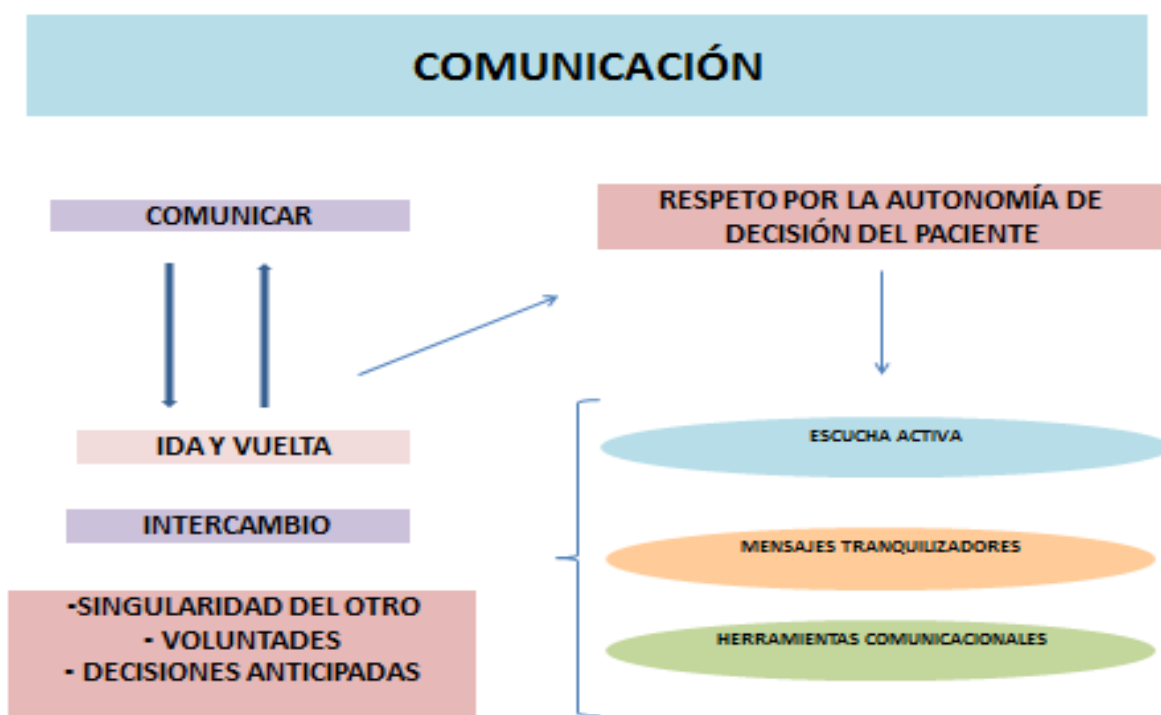 COMUNICACIÓN
COMUNICAR
IDA Y VUELTA
INTERCAMBIO
-SINGULARIDAD DEL OTRO
- VOLUNTADES
- DECISIONES ANTICIPADAS
RESPETO POR LA AUTONOMÍA DE
DECISIÓN DEL PACIENTE
ESCUCHA ACTIVA
MENSAJES TRANQUILIZADORES
HERRAMIENTAS COMUNICACIONALES